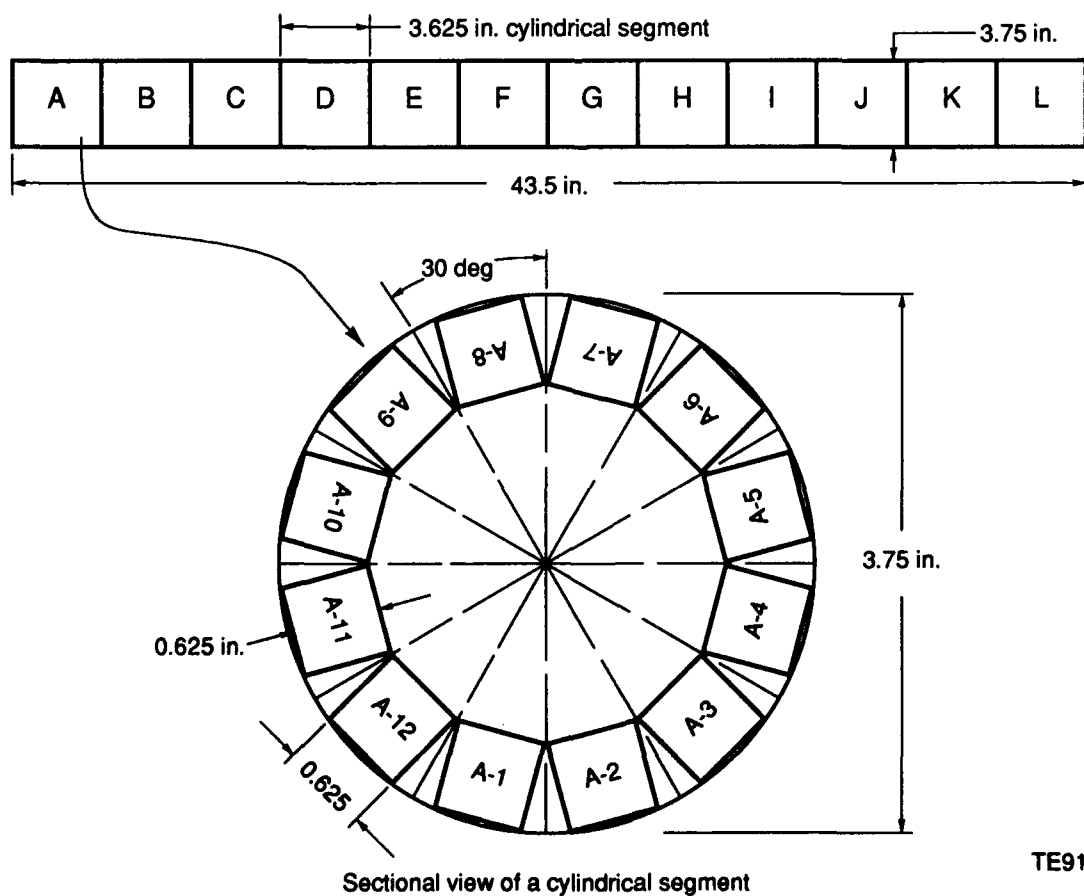 3.625 in. cylindrical segment
3.75 in.
A B C D E F G H I J K L
43.5 in.
30 deg
A-8 A-7
A-9 A-6
A-10 A-5
3.75 in.
A-11 A-4
0.625 in.
A-12 A-3
A-1 A-2
0.625
TE91
Sectional view of a cylindrical segment